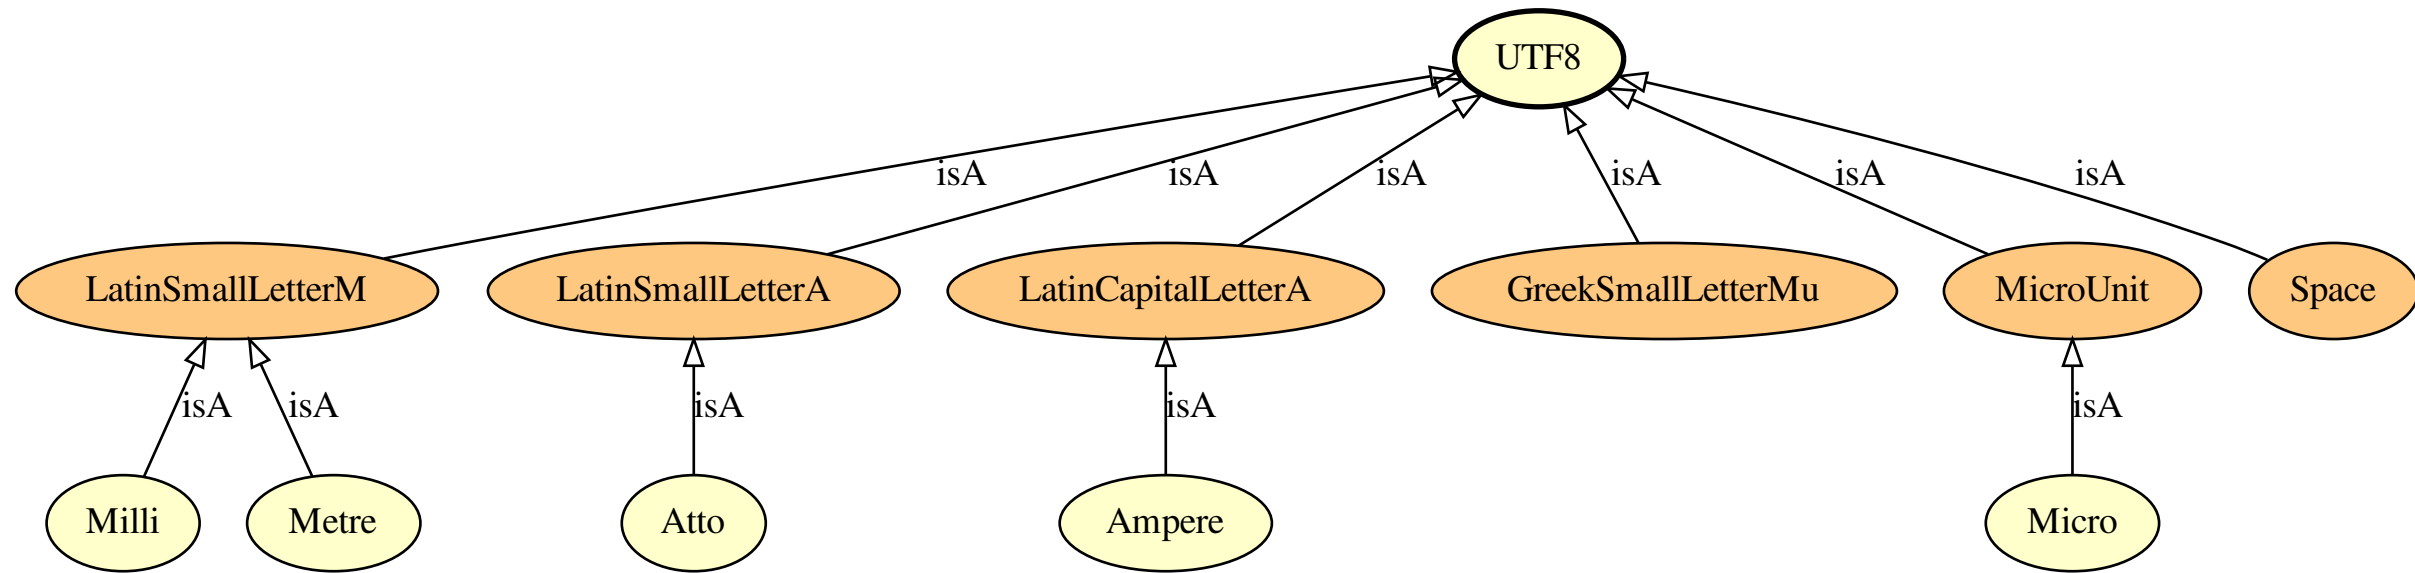 UTF8
isA isA isA isA isA isA
LatinSmallLetterM LatinSmallLetterA LatinCapitalLetterA GreekSmallLetterMu MicroUnit Space
isA isA isA isA isA
Milli Metre Atto Ampere Micro